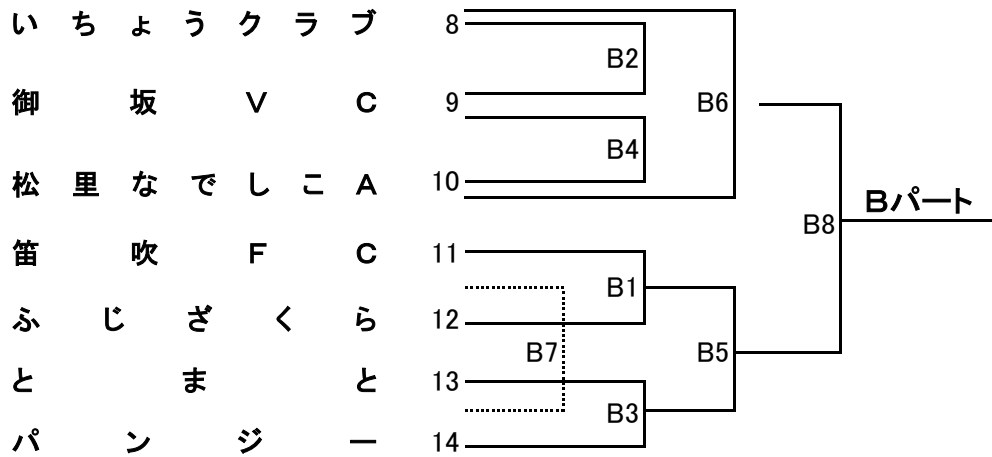 いちょうクラブ 8
B2
御坂VC 9
B6
B4
松里なでしこA 10
Bパート
B8
笛吹FC 11
B1
ふじざくら 12
B7
B5
とまと 13
B3
パンジー 14